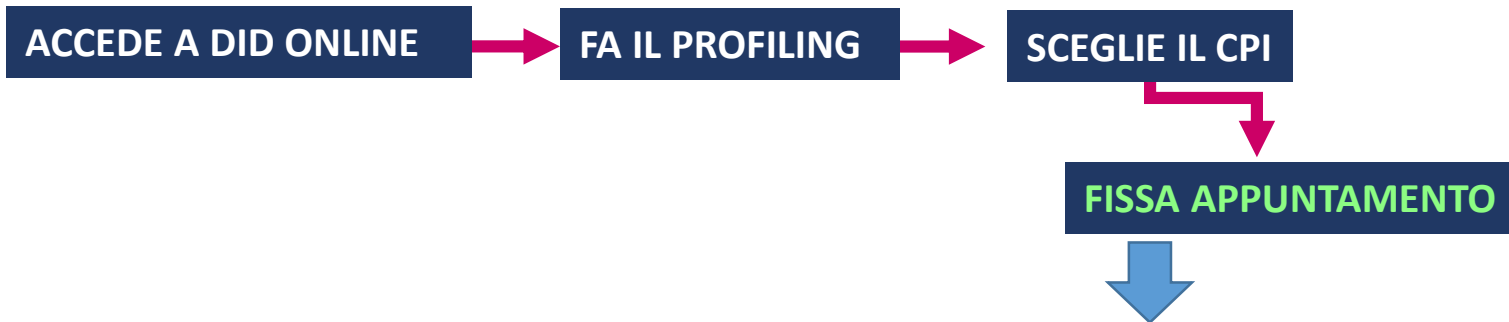 ACCEDE A DID ONLINE
FA IL PROFILING
SCEGLIE IL CPI
FISSA APPUNTAMENTO